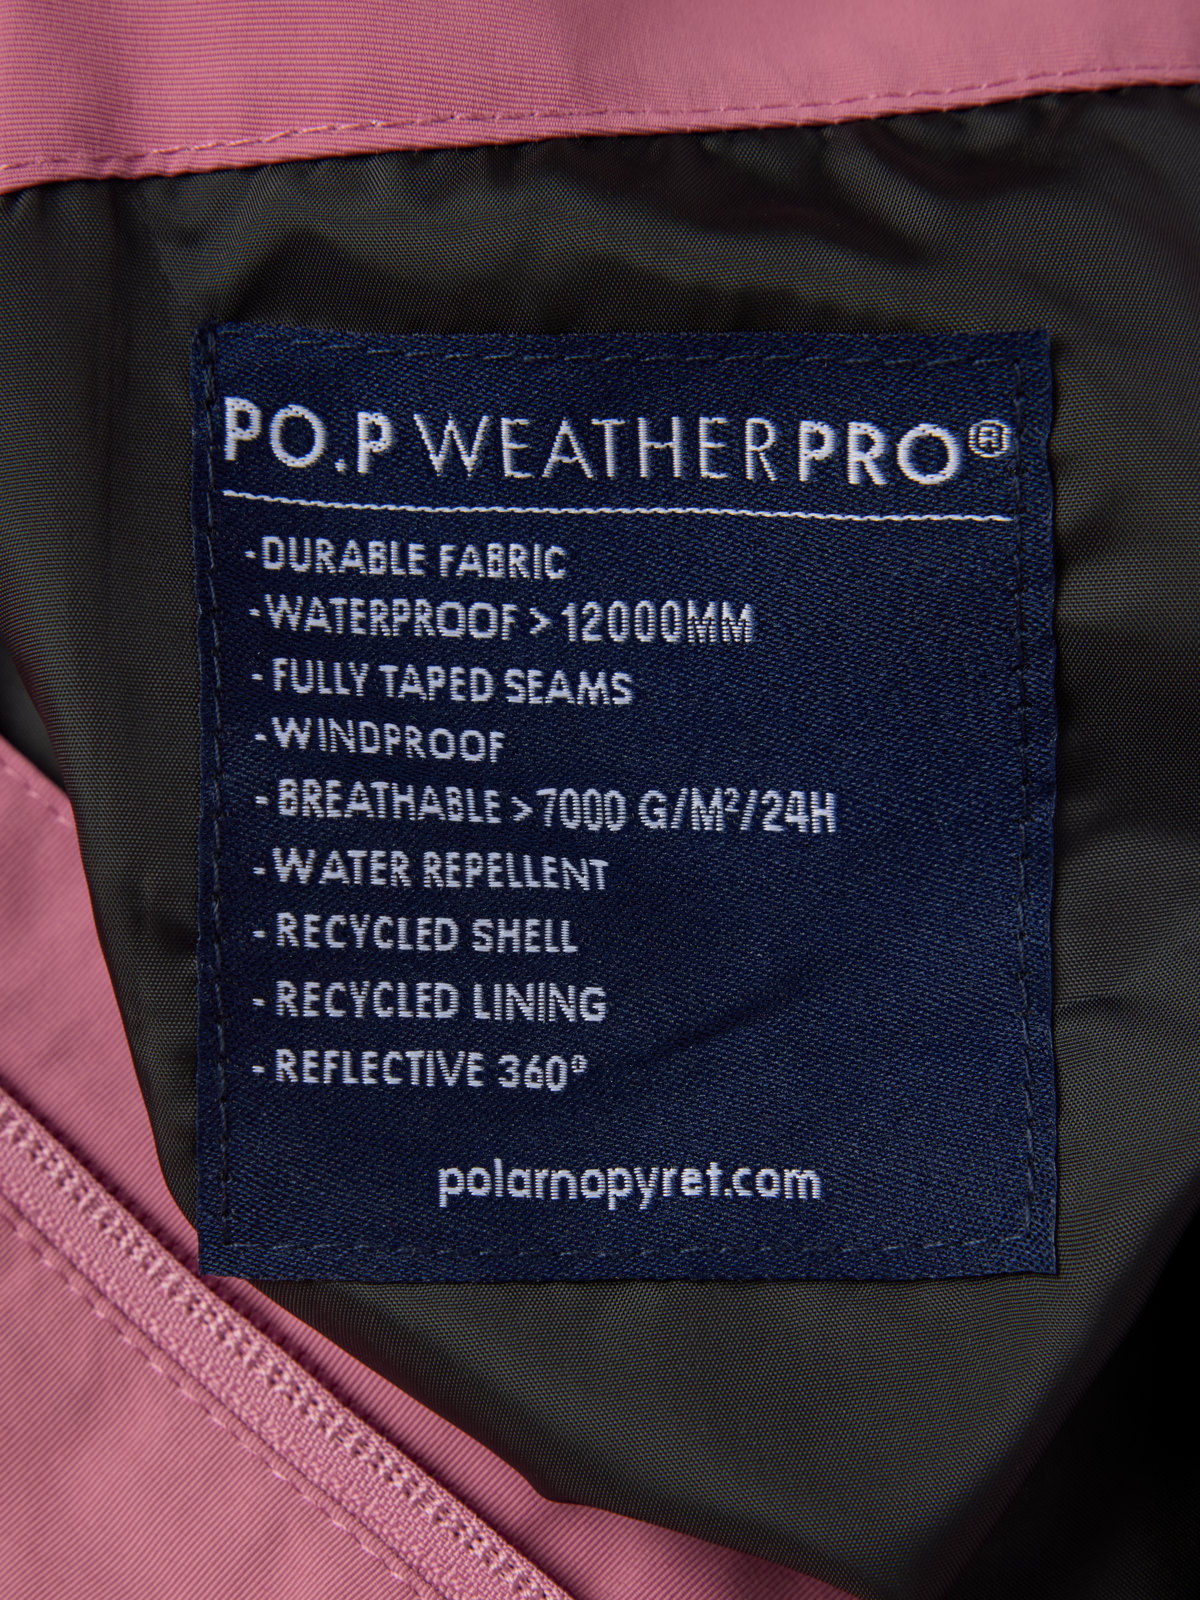 PO.P WEATHERPRO®
-DURABLE FABRIC
-WATERPROOF > 12000MM
-FULLY TAPED SEAMS
-WINDPROOF
-BREATHABLE >7000 G/M²/24H
-WATER REPELLENT
-RECYCLED SHELL
-RECYCLED LINING
-REFLECTIVE 360°
polarnopyret.com